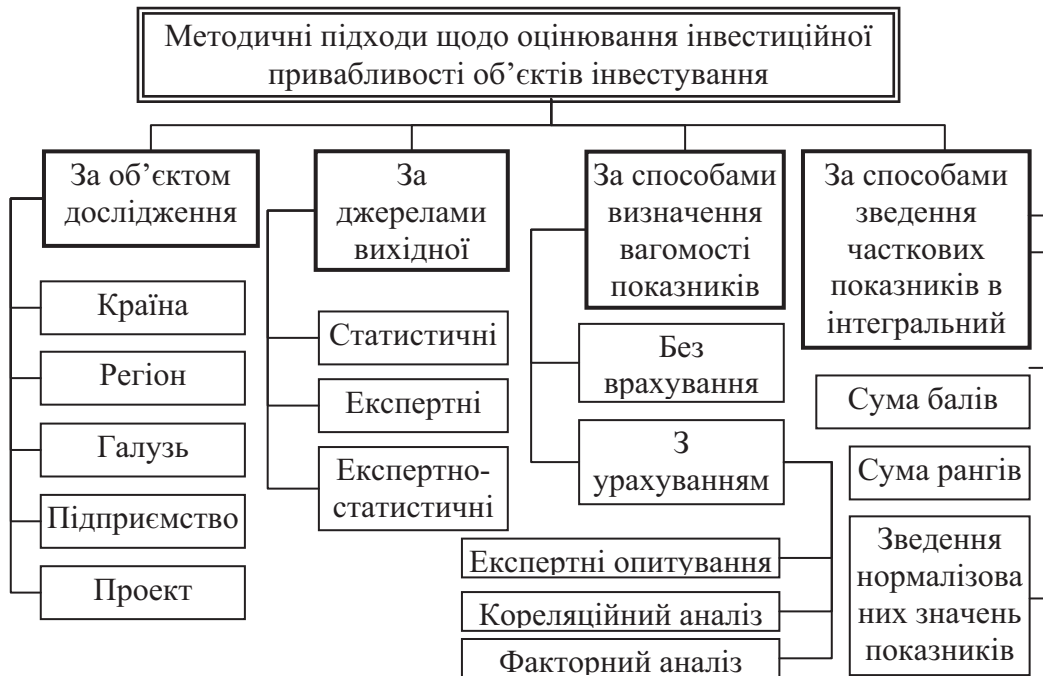 Методичні підходи щодо оцінювання інвестиційної
привабливості об’єктів інвестування
За об’єктом
дослідження
Країна
Регіон
Галузь
Підприємство
Проект
За
джерелами
вихідної
Статистичні
Експертні
Експертно-
статистичні
За способами
визначення
вагомості
показників
Без
врахування
З
урахуванням
Експертні опитування
Кореляційний аналіз
Факторний аналіз
За способами
зведення
часткових
показників в
інтегральний
Сума балів
Сума рангів
Зведення
нормалізова
них значень
показників